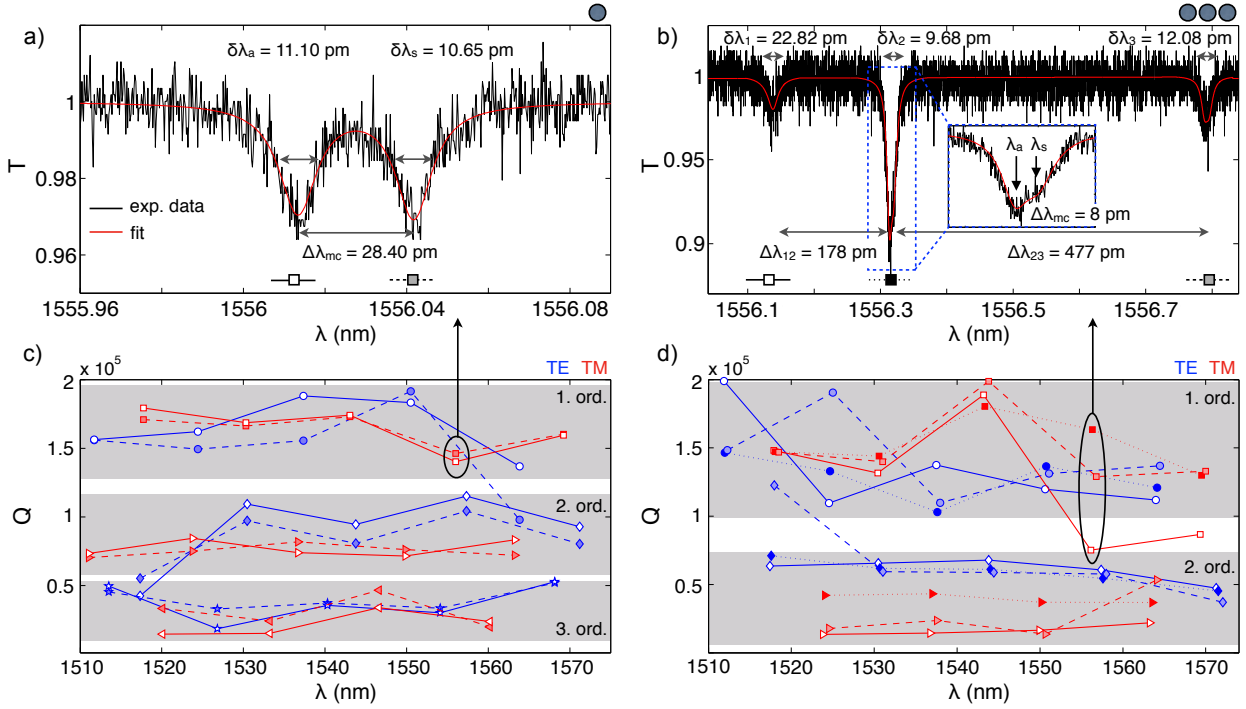 a)
δλₐ = 11.10 pm
δλₛ = 10.65 pm
1
0.98
0.96
T
exp. data
fit
Δλmc = 28.40 pm
1555.96
1556
1556.04
1556.08
λ (nm)
b)
δλ₁ = 22.82 pm
δλ₂ = 9.68 pm
δλ₃ = 12.08 pm
1
0.95
0.9
T
λₐ
λₛ
Δλmc = 8 pm
Δλ₁₂ = 178 pm
Δλ₂₃ = 477 pm
1556.1
1556.3
1556.5
1556.7
λ (nm)
c)
x 10⁵
TE TM
2
1.5
1
0.5
Q
1. ord.
2. ord.
3. ord.
1510
1520
1530
1540
1550
1560
1570
λ (nm)
d)
x 10⁵
TE TM
2
1.5
1
0.5
Q
1. ord.
2. ord.
1510
1520
1530
1540
1550
1560
1570
λ (nm)